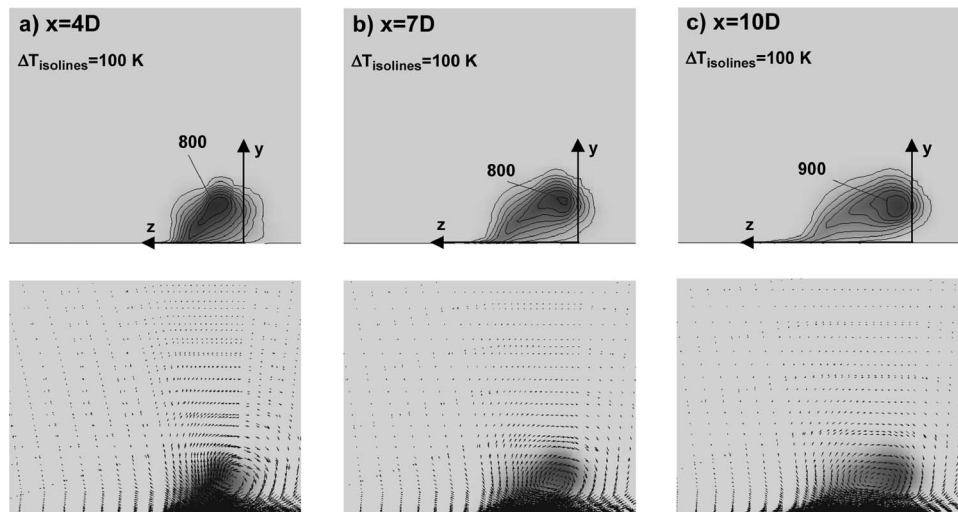 a) x=4D
ΔTisolines=100 K
800
y
z
b) x=7D
ΔTisolines=100 K
800
y
z
c) x=10D
ΔTisolines=100 K
900
y
z